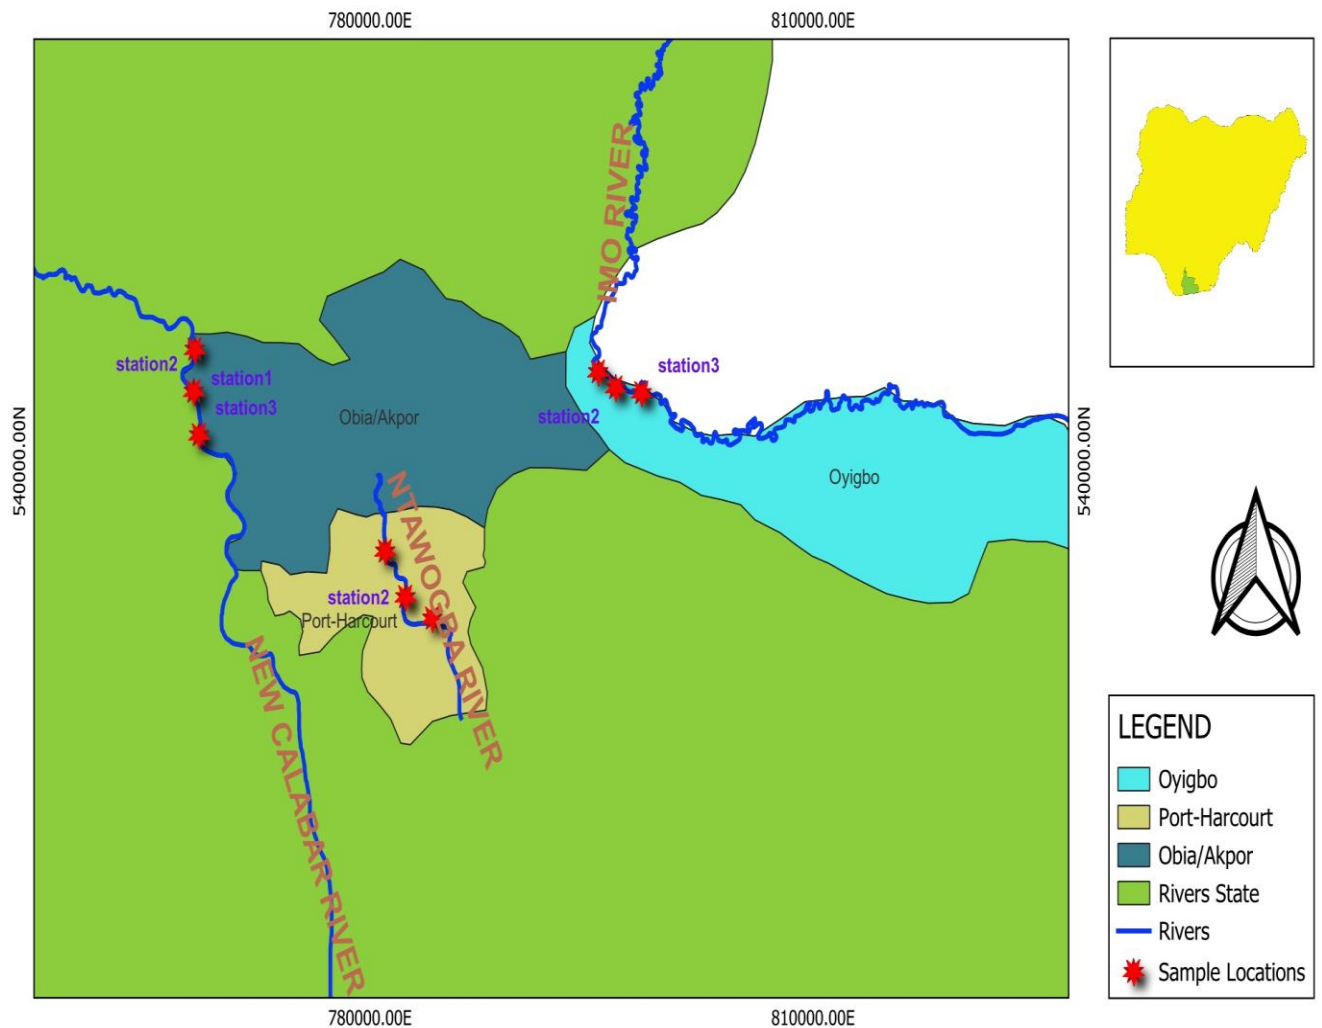 780000.00E
810000.00E
IMO RIVER
station2
station1
station3
station3
station2
Obia/Akpor
Oyigbo
540000.00N
540000.00N
NTAWOGBA RIVER
station2
Port-Harcourt
NEW CALABAR RIVER
780000.00E
810000.00E
LEGEND
Oyigbo
Port-Harcourt
Obia/Akpor
Rivers State
Rivers
Sample Locations